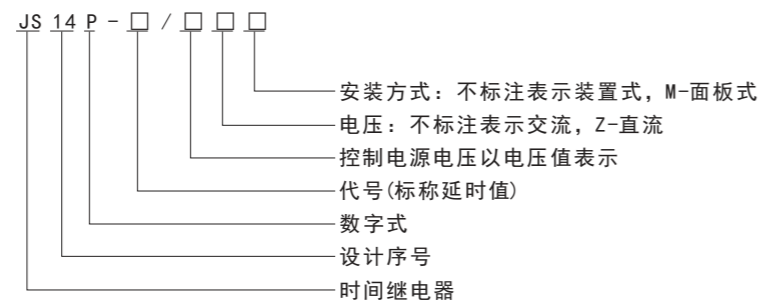 JS 14 P - □ / □ □ □
安装方式：不标注表示装置式，M-面板式
电压：不标注表示交流，Z-直流
控制电源电压以电压值表示
代号(标称延时值)
数字式
设计序号
时间继电器